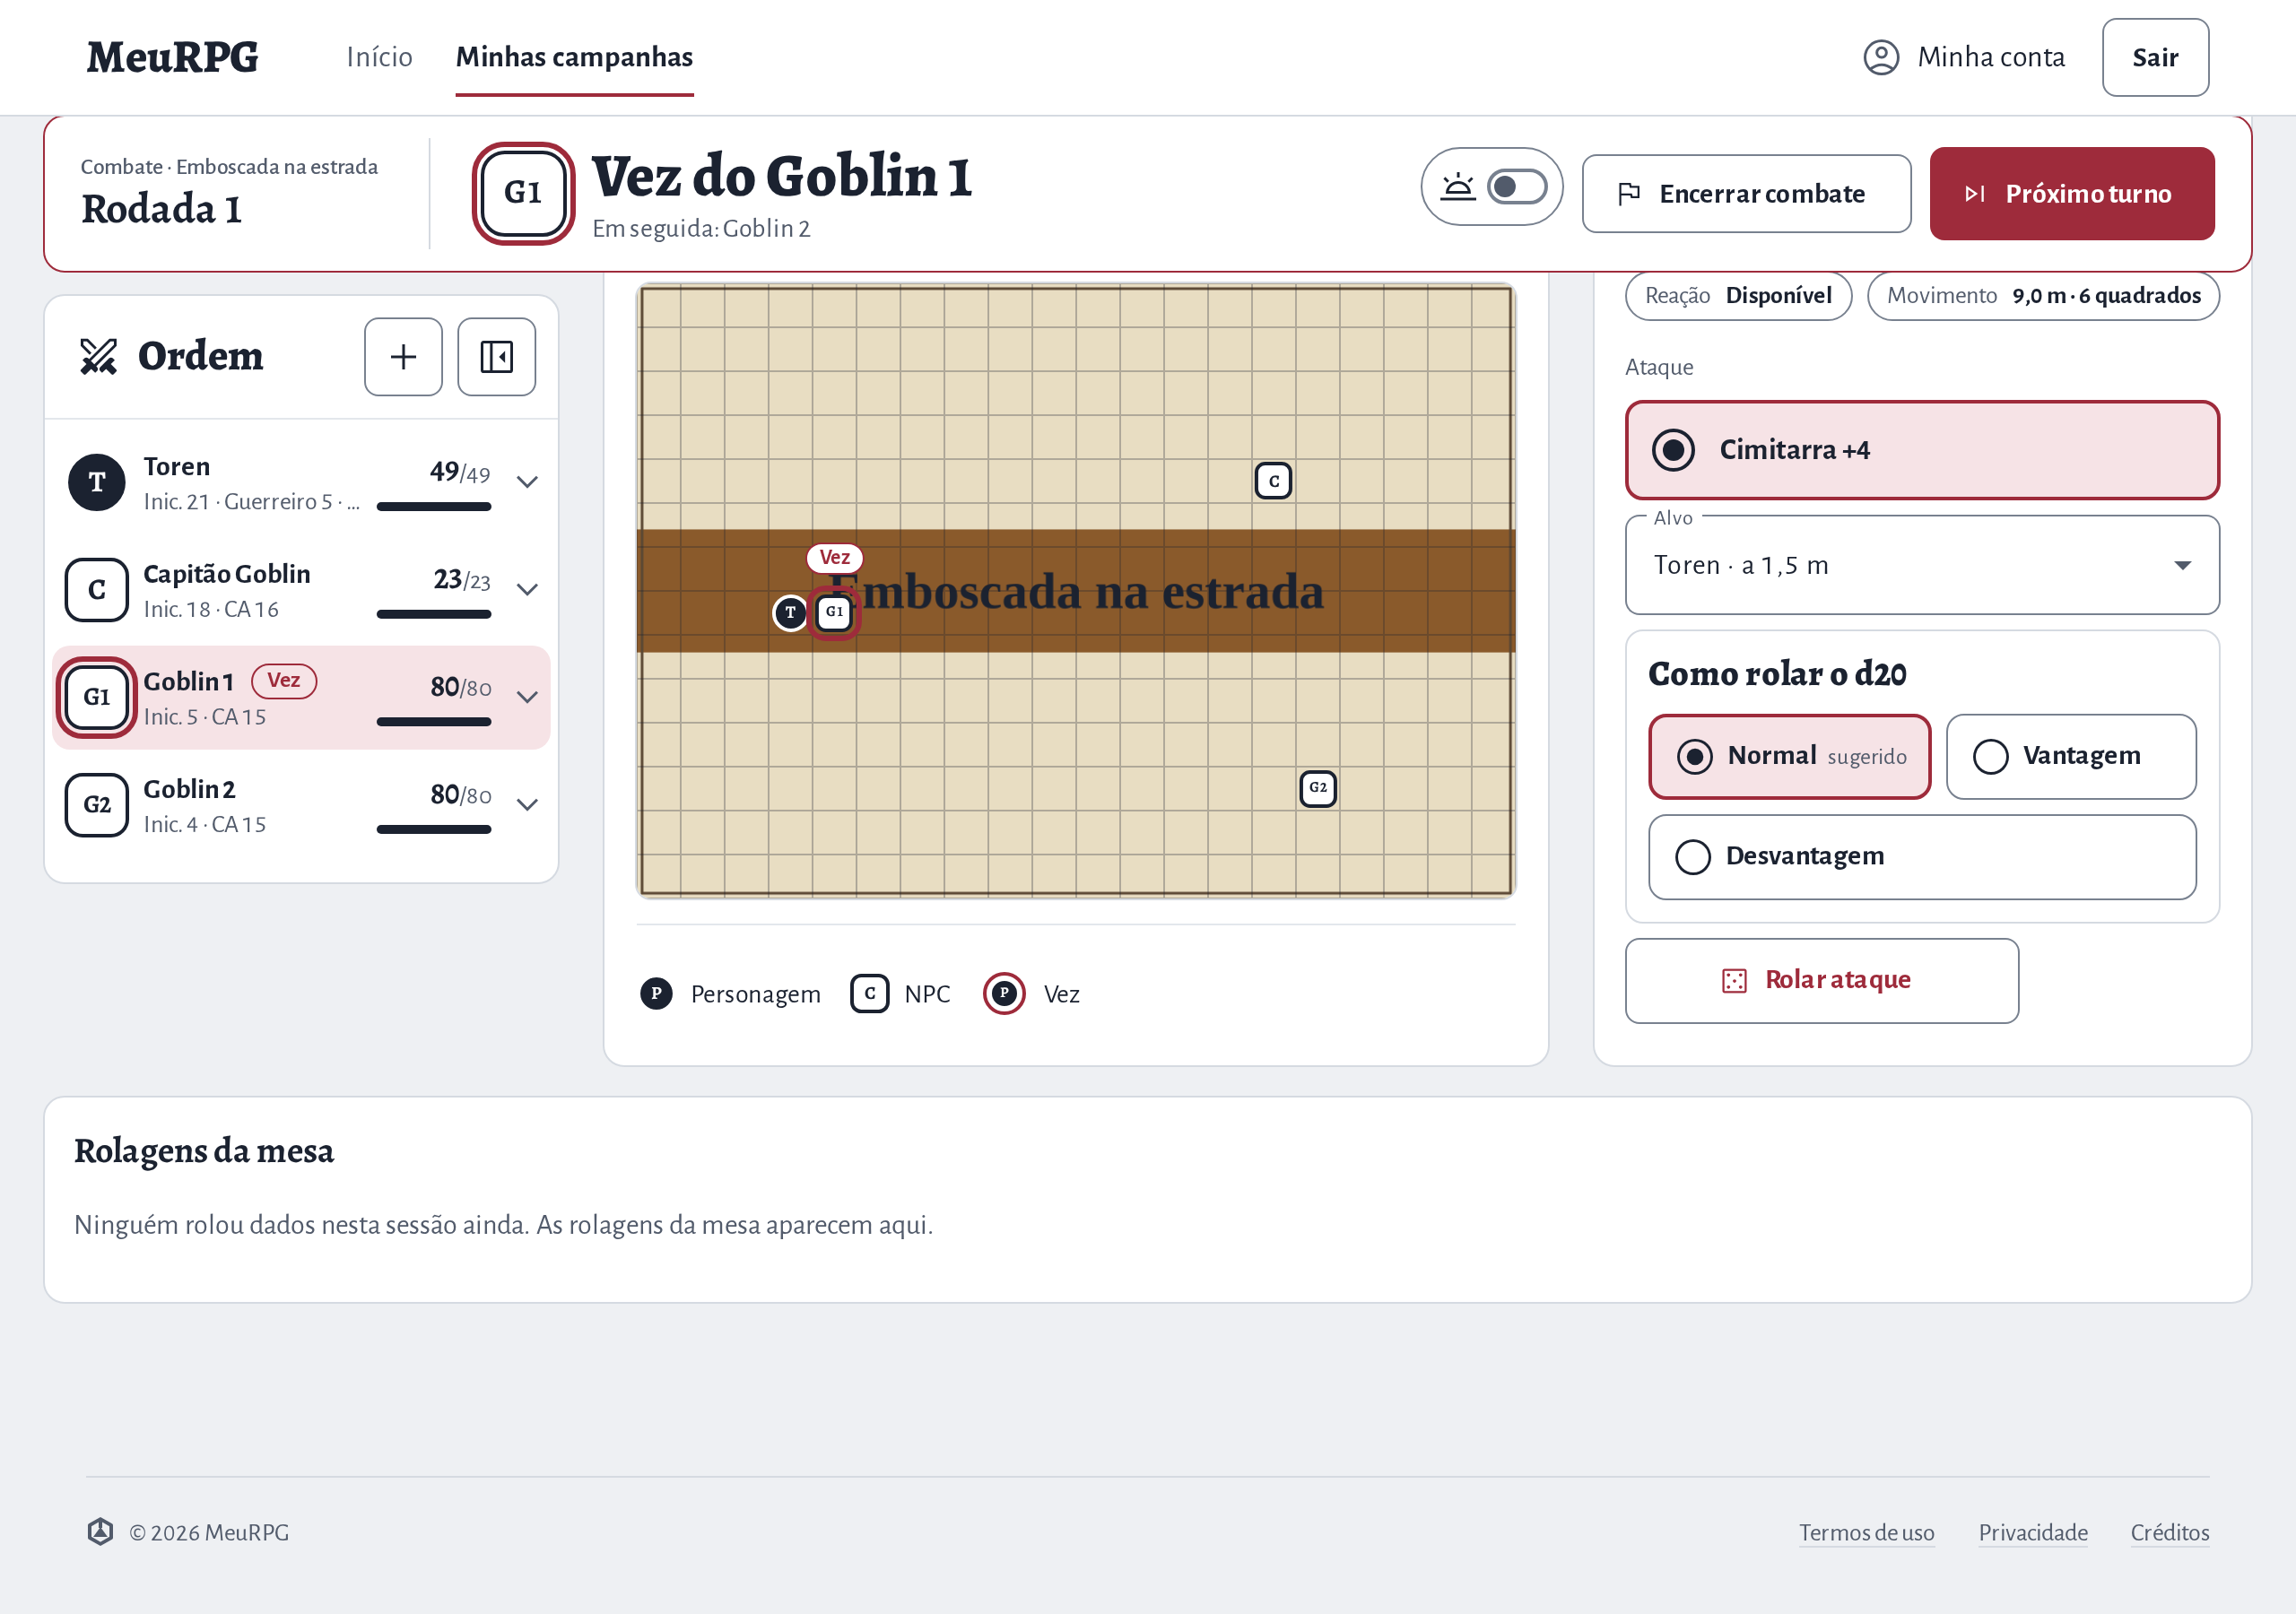 MeuRPG
Início
Minhas campanhas
Minha conta
Sair
Combate · Emboscada na estrada
Rodada 1
G1
Vez do Goblin 1
Em seguida: Goblin 2
Encerrar combate
Próximo turno
Ordem
T
Toren
Inic. 21 · Guerreiro 5 · ...
49/49
C
Capitão Goblin
Inic. 18 · CA 16
23/23
G1
Goblin 1
Vez
Inic. 5 · CA 15
80/80
G2
Goblin 2
Inic. 4 · CA 15
80/80
C
Vez
Emboscada na estrada
T
G1
G2
P
Personagem
C
NPC
P
Vez
Reação Disponível
Movimento 9,0 m · 6 quadrados
Ataque
Cimitarra +4
Alvo
Toren · a 1,5 m
Como rolar o d20
Normal sugerido
Vantagem
Desvantagem
Rolar ataque
Rolagens da mesa
Ninguém rolou dados nesta sessão ainda. As rolagens da mesa aparecem aqui.
© 2026 MeuRPG
Termos de uso
Privacidade
Créditos